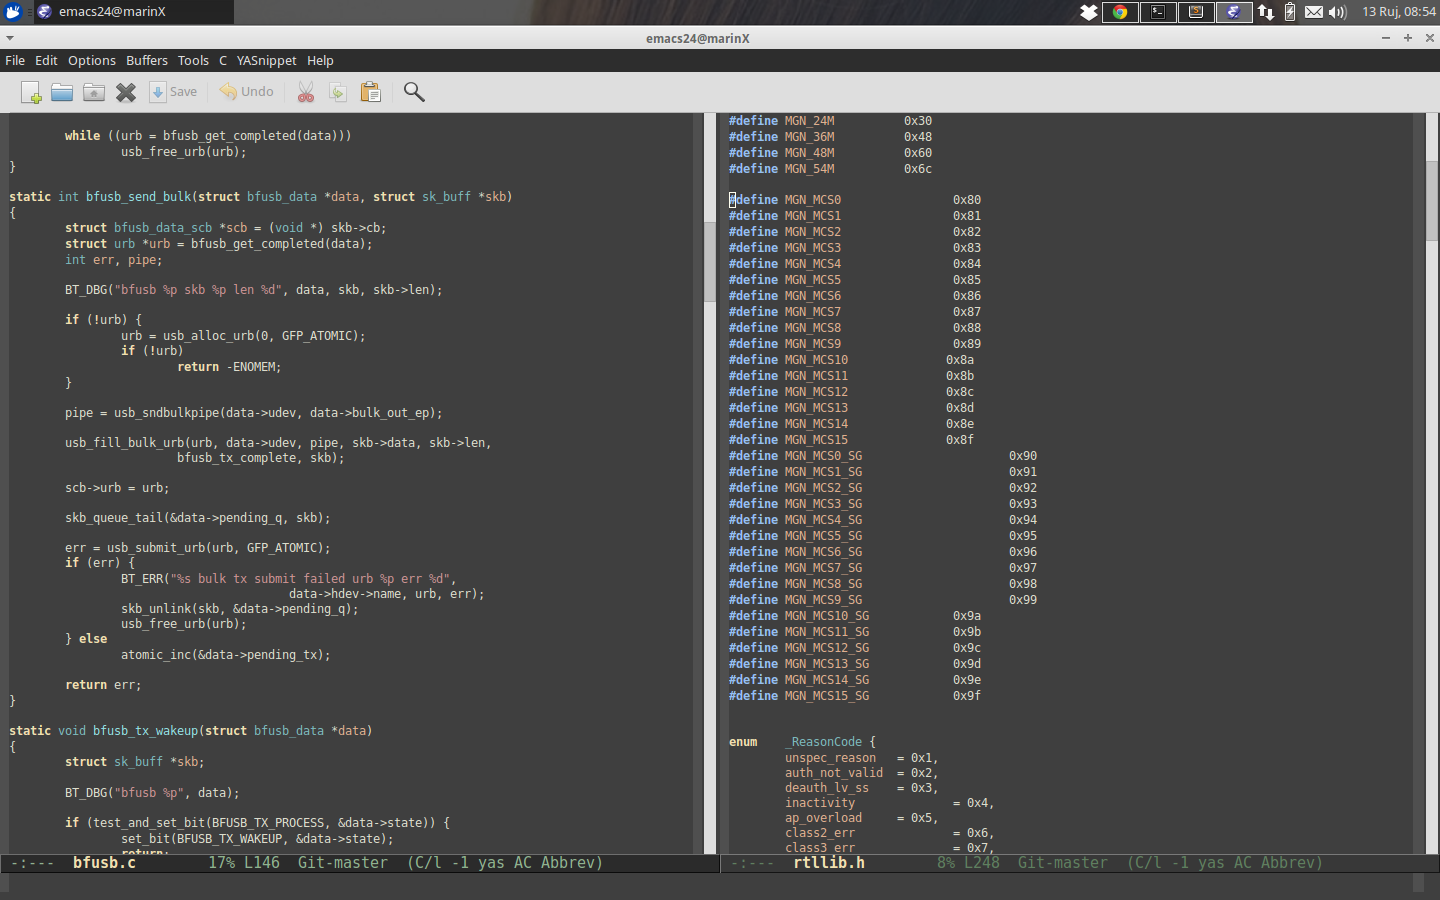 emacs24@marinX
13 Ruj, 08:54
emacs24@marinX
File Edit Options Buffers Tools C YASnippet Help
Save Undo
while ((urb = bfusb_get_completed(data)))
usb_free_urb(urb);
}
static int bfusb_send_bulk(struct bfusb_data *data, struct sk_buff *skb)
{
struct bfusb_data_scb *scb = (void *) skb->cb;
struct urb *urb = bfusb_get_completed(data);
int err, pipe;
BT_DBG("bfusb %p skb %p len %d", data, skb, skb->len);
if (!urb) {
urb = usb_alloc_urb(0, GFP_ATOMIC);
if (!urb)
return -ENOMEM;
}
pipe = usb_sndbulkpipe(data->udev, data->bulk_out_ep);
usb_fill_bulk_urb(urb, data->udev, pipe, skb->data, skb->len,
bfusb_tx_complete, skb);
scb->urb = urb;
skb_queue_tail(&data->pending_q, skb);
err = usb_submit_urb(urb, GFP_ATOMIC);
if (err) {
BT_ERR("%s bulk tx submit failed urb %p err %d",
data->hdev->name, urb, err);
skb_unlink(skb, &data->pending_q);
usb_free_urb(urb);
} else
atomic_inc(&data->pending_tx);
return err;
}
static void bfusb_tx_wakeup(struct bfusb_data *data)
{
struct sk_buff *skb;
BT_DBG("bfusb %p", data);
if (test_and_set_bit(BFUSB_TX_PROCESS, &data->state)) {
set_bit(BFUSB_TX_WAKEUP, &data->state);
return;
-:--- bfusb.c 17% L146 Git-master (C/l -1 yas AC Abbrev)
#define MGN_24M 0x30
#define MGN_36M 0x48
#define MGN_48M 0x60
#define MGN_54M 0x6c
#define MGN_MCS0 0x80
#define MGN_MCS1 0x81
#define MGN_MCS2 0x82
#define MGN_MCS3 0x83
#define MGN_MCS4 0x84
#define MGN_MCS5 0x85
#define MGN_MCS6 0x86
#define MGN_MCS7 0x87
#define MGN_MCS8 0x88
#define MGN_MCS9 0x89
#define MGN_MCS10 0x8a
#define MGN_MCS11 0x8b
#define MGN_MCS12 0x8c
#define MGN_MCS13 0x8d
#define MGN_MCS14 0x8e
#define MGN_MCS15 0x8f
#define MGN_MCS0_SG 0x90
#define MGN_MCS1_SG 0x91
#define MGN_MCS2_SG 0x92
#define MGN_MCS3_SG 0x93
#define MGN_MCS4_SG 0x94
#define MGN_MCS5_SG 0x95
#define MGN_MCS6_SG 0x96
#define MGN_MCS7_SG 0x97
#define MGN_MCS8_SG 0x98
#define MGN_MCS9_SG 0x99
#define MGN_MCS10_SG 0x9a
#define MGN_MCS11_SG 0x9b
#define MGN_MCS12_SG 0x9c
#define MGN_MCS13_SG 0x9d
#define MGN_MCS14_SG 0x9e
#define MGN_MCS15_SG 0x9f
enum _ReasonCode {
unspec_reason = 0x1,
auth_not_valid = 0x2,
deauth_lv_ss = 0x3,
inactivity = 0x4,
ap_overload = 0x5,
class2_err = 0x6,
class3_err = 0x7,
-:--- rtllib.h 8% L248 Git-master (C/l -1 yas AC Abbrev)